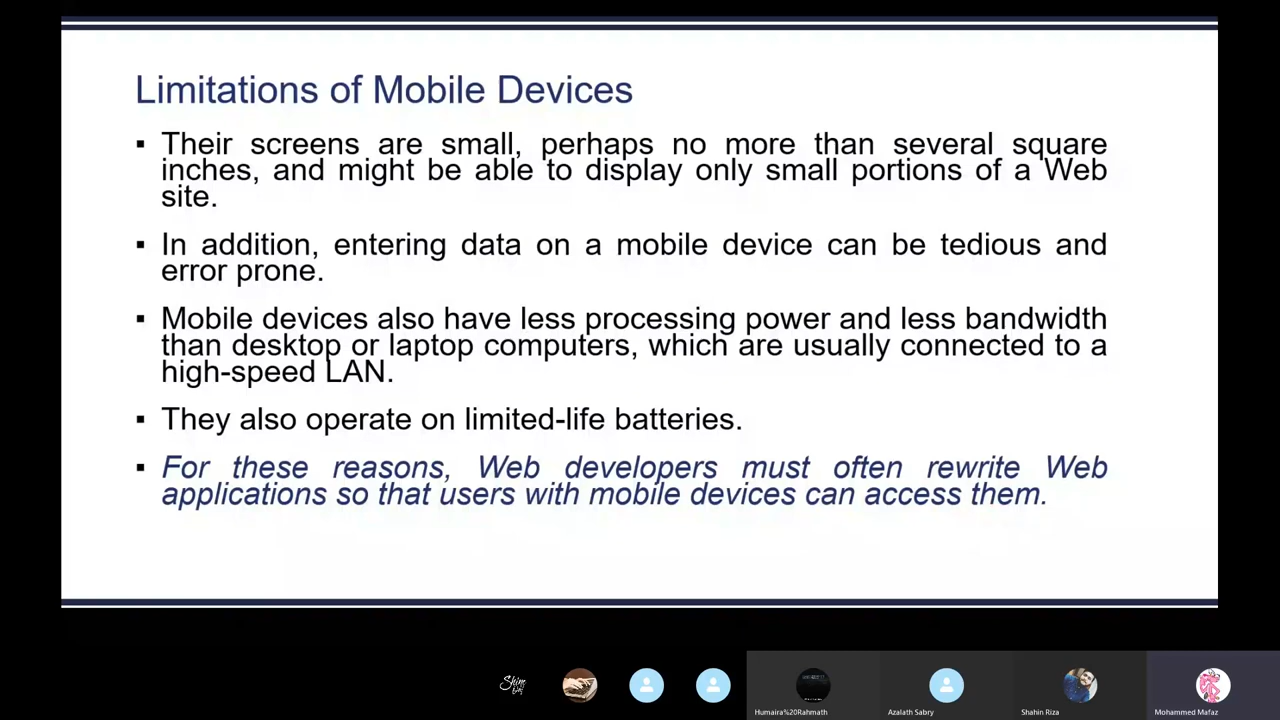 Limitations of Mobile Devices
▪ Their screens are small, perhaps no more than several square
inches, and might be able to display only small portions of a Web
site.
▪ In addition, entering data on a mobile device can be tedious and
error prone.
▪ Mobile devices also have less processing power and less bandwidth
than desktop or laptop computers, which are usually connected to a
high-speed LAN.
▪ They also operate on limited-life batteries.
▪ For these reasons, Web developers must often rewrite Web
applications so that users with mobile devices can access them.
Humaira%20Rahmath
Azalath Sabry
Shahin Riza
Mohammed Mafaz